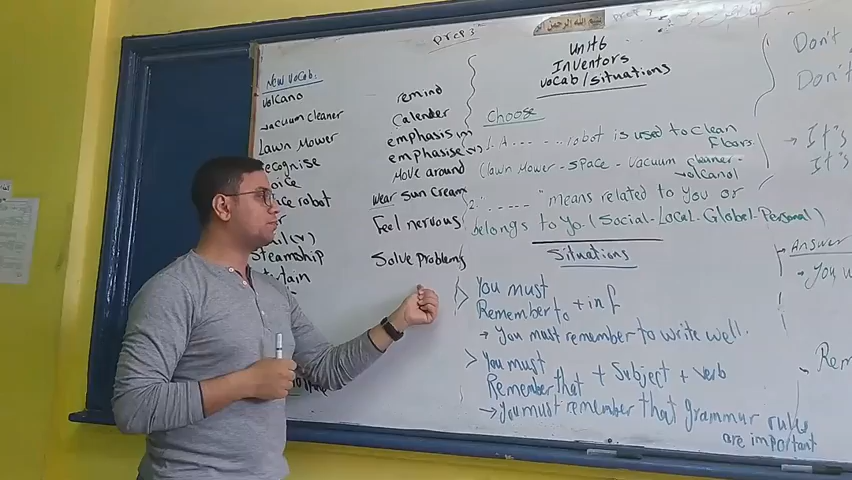 بسم الله الرحمن الرحيم
Prep 3
Unit 6
Inventors
Vocab/situations
New Vocab.
volcano
vacuum cleaner
Lawn Mower
recognise
space robot
Steamship
remind
Calender
emphasis (n)
emphasise (v)
Move around
wear sun cream
Feel nervous
Solve problems
Choose
1. A ........ robot is used to clean
Floors.
(Lawn Mower - space - vacuum cleaner -
volcano)
2. "......" means related to you or
belongs to yo. (Social - Local - Global - Personal)
Situations
> You must
Remember to + inf
→ You must remember to write well.
> You must
Remember that + subject + verb
→ You must remember that grammar rules
are important
Don't
Don't
→ It's
It's
Answer